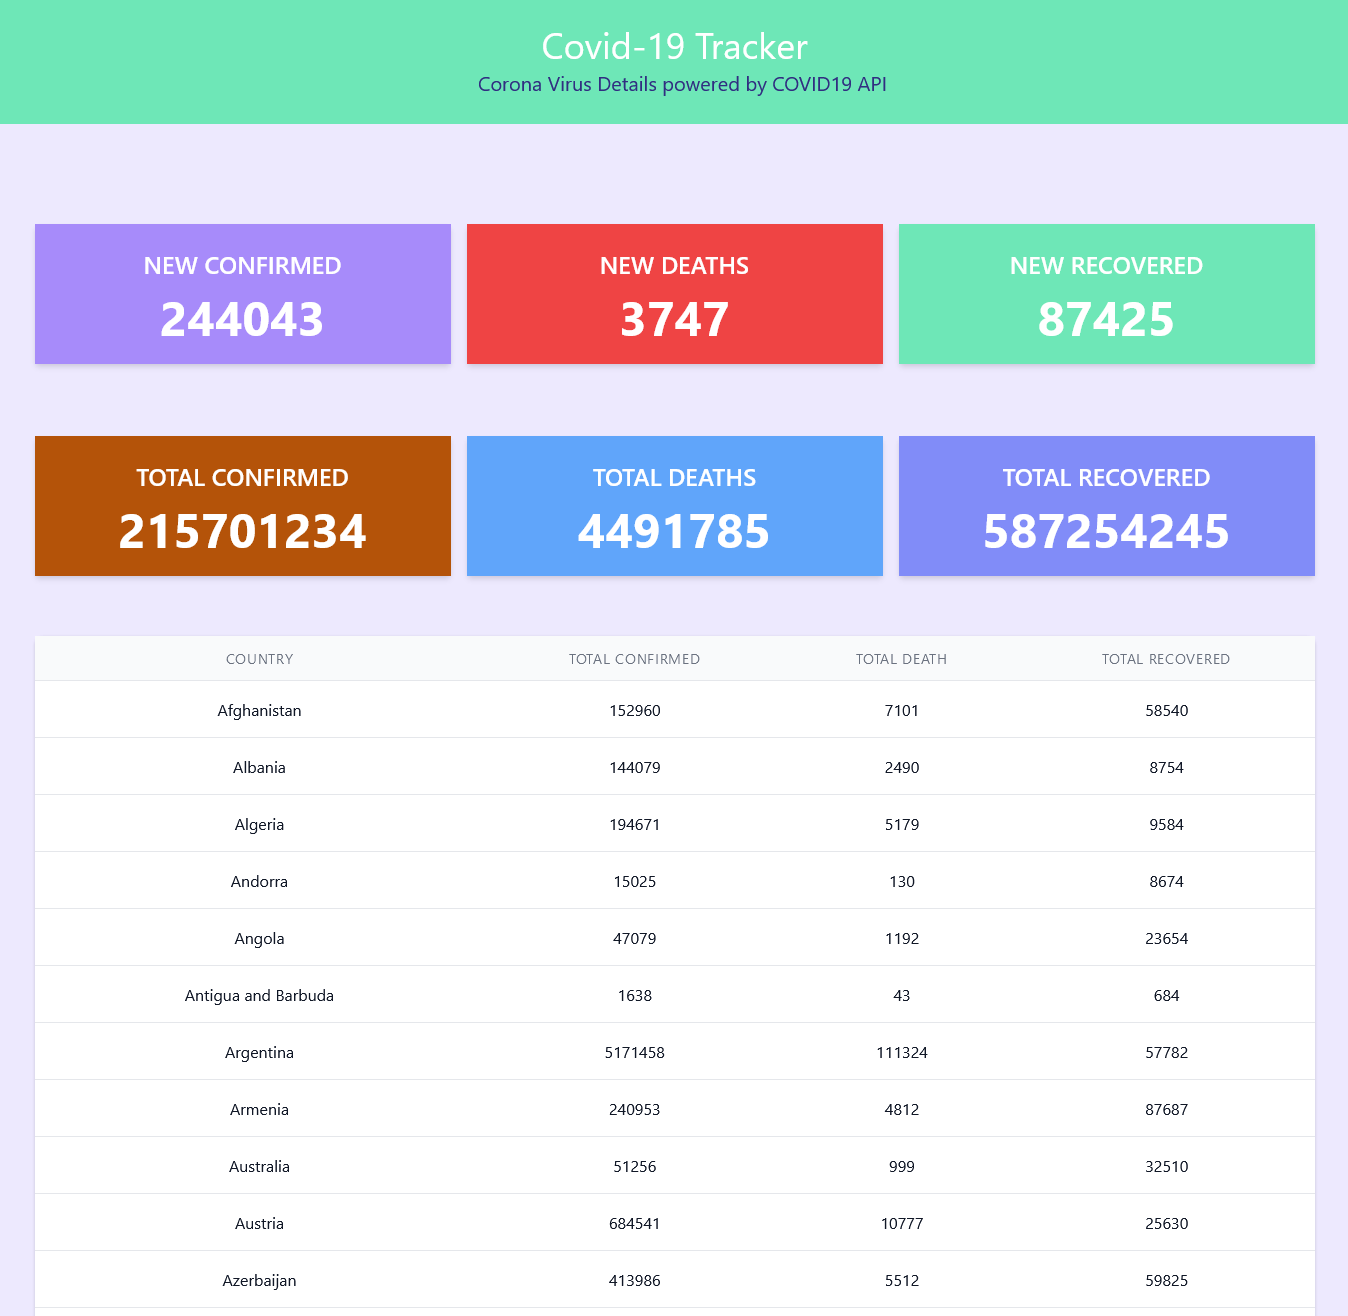 Covid-19 Tracker
Corona Virus Details powered by COVID19 API
NEW CONFIRMED
244043
NEW DEATHS
3747
NEW RECOVERED
87425
TOTAL CONFIRMED
215701234
TOTAL DEATHS
4491785
TOTAL RECOVERED
587254245
COUNTRY TOTAL CONFIRMED TOTAL DEATH TOTAL RECOVERED
Afghanistan 152960 7101 58540
Albania 144079 2490 8754
Algeria 194671 5179 9584
Andorra 15025 130 8674
Angola 47079 1192 23654
Antigua and Barbuda 1638 43 684
Argentina 5171458 111324 57782
Armenia 240953 4812 87687
Australia 51256 999 32510
Austria 684541 10777 25630
Azerbaijan 413986 5512 59825